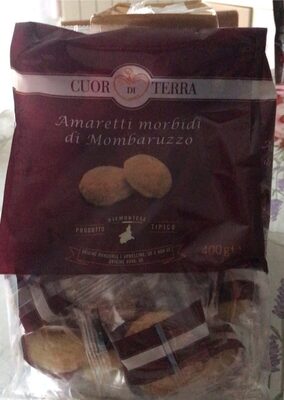 CUOR DI TERRA
Amaretti morbidi
di Mombaruzzo
PIEMONTESE
PRODOTTO TIPICO
400g